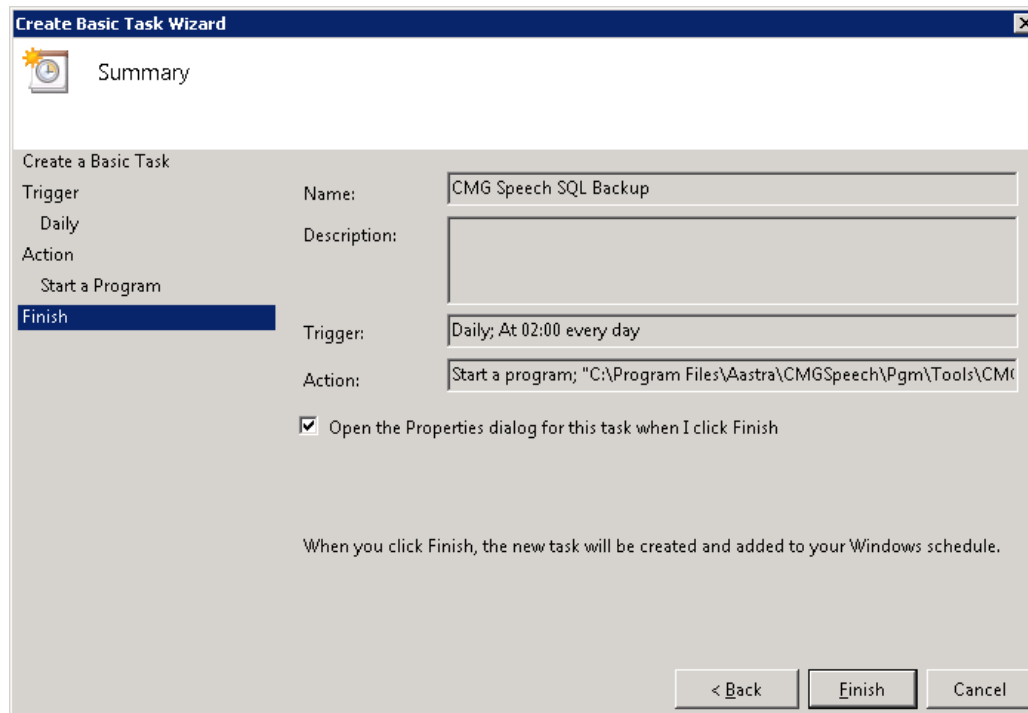 Create Basic Task Wizard
Summary
Create a Basic Task
Trigger
Daily
Action
Start a Program
Finish
Name: CMG Speech SQL Backup
Description:
Trigger: Daily; At 02:00 every day
Action: Start a program; "C:\Program Files\Aastra\CMGSpeech\Pgm\Tools\CMG
Open the Properties dialog for this task when I click Finish
When you click Finish, the new task will be created and added to your Windows schedule.
< Back Finish Cancel